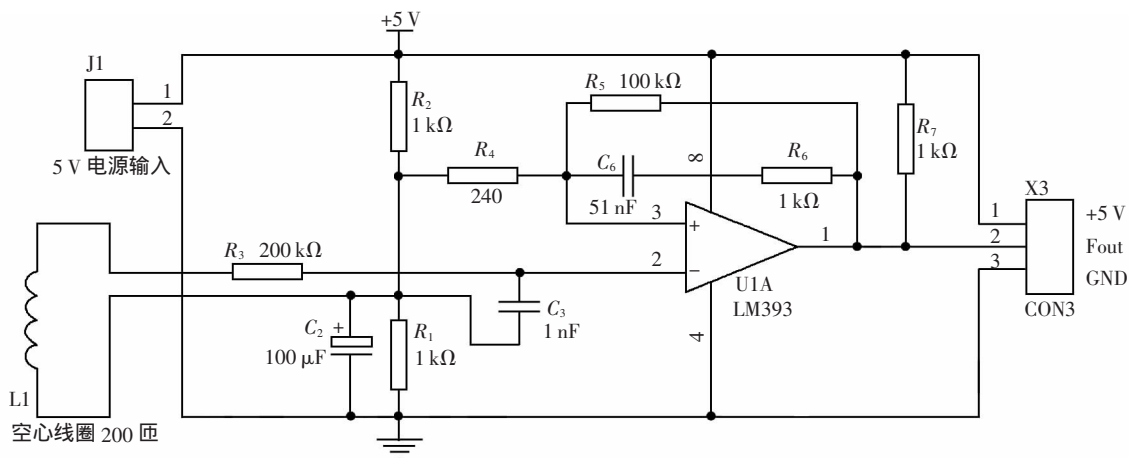 +5 V
J1
1
2
5 V 电源输入
R2
1 kΩ
R5 100 kΩ
R4
240
C6
51 nF
8
R6
1 kΩ
R7
1 kΩ
X3
1
+5 V
2
Fout
3
GND
CON3
3
+
2
−
1
U1A
LM393
4
R3 200 kΩ
C3
1 nF
C2
+
100 μF
R1
1 kΩ
L1
空心线圈 200 匝